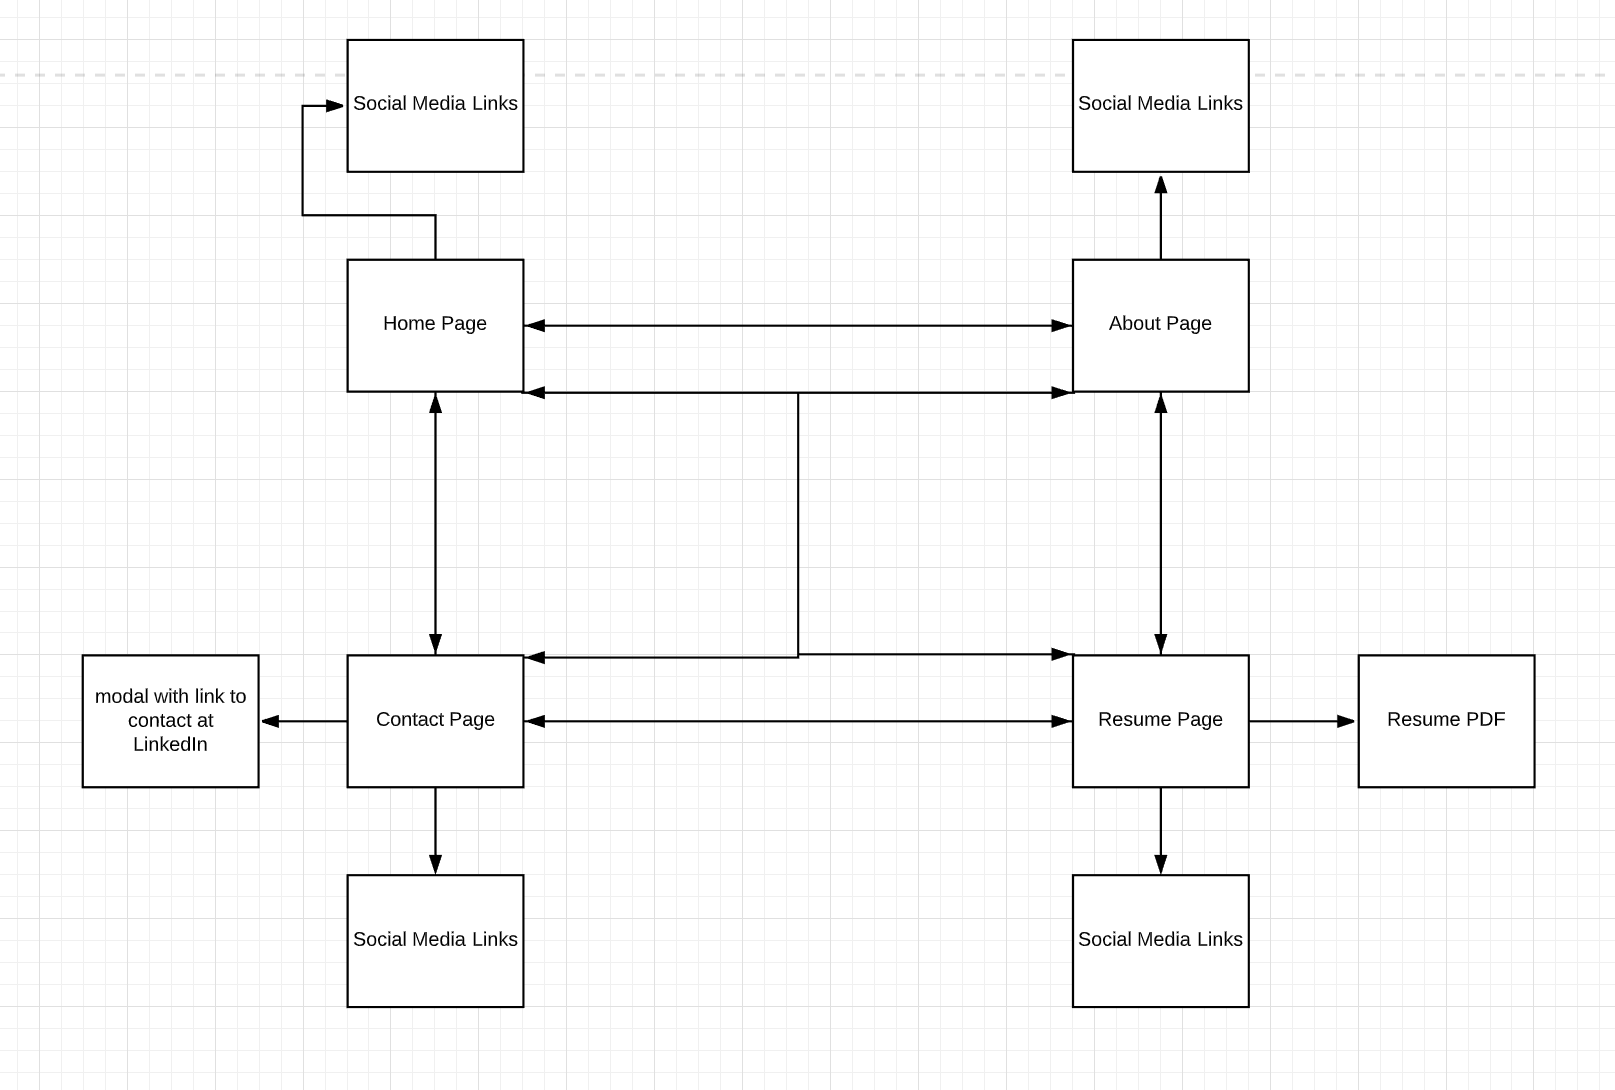 Social Media Links
Social Media Links
Home Page
About Page
modal with link to
contact at
LinkedIn
Contact Page
Resume Page
Resume PDF
Social Media Links
Social Media Links